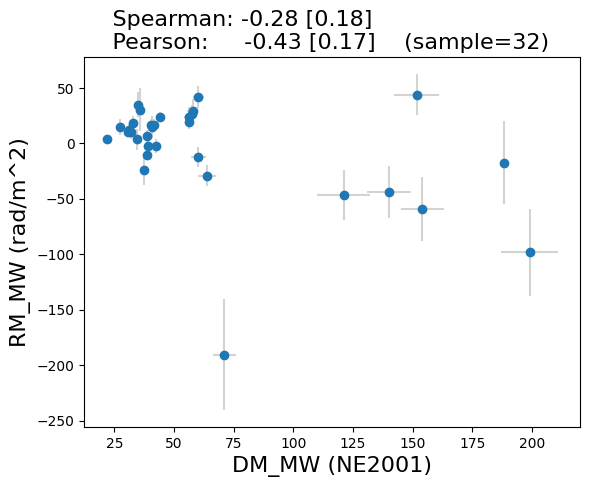 Spearman: -0.28 [0.18]
Pearson: -0.43 [0.17] (sample=32)
50
0
−50
−100
−150
−200
−250
RM_MW (rad/m^2)
25 50 75 100 125 150 175 200
DM_MW (NE2001)